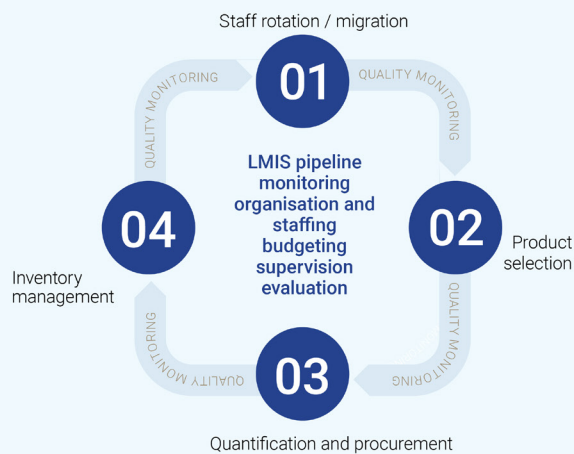 Staff rotation / migration
01
QUALITY MONITORING
QUALITY MONITORING
LMIS pipeline
monitoring
organisation and
staffing
budgeting
supervision
evaluation
04
02
Product
selection
Inventory
management
QUALITY MONITORING
QUALITY MONITORING
03
Quantification and procurement